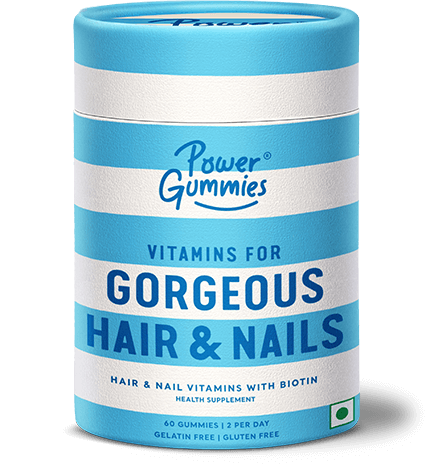 Power®
Gummies
VITAMINS FOR
GORGEOUS
HAIR & NAILS
HAIR & NAIL VITAMINS WITH BIOTIN
HEALTH SUPPLEMENT
60 GUMMIES | 2 PER DAY
GELATIN FREE | GLUTEN FREE